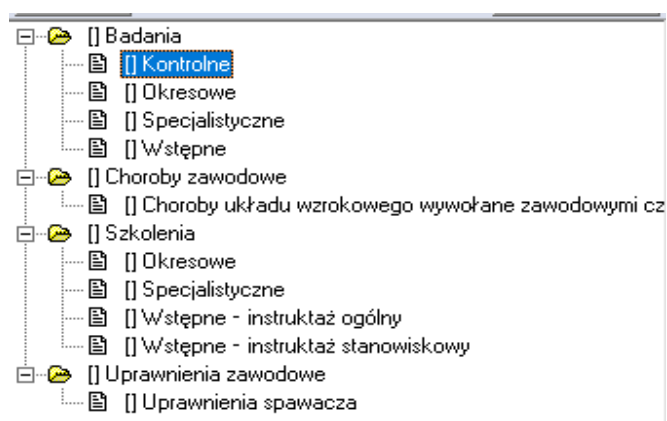 [] Badania
[] Kontrolne
[] Okresowe
[] Specjalistyczne
[] Wstępne
[] Choroby zawodowe
[] Choroby układu wzrokowego wywołane zawodowymi cz
[] Szkolenia
[] Okresowe
[] Specjalistyczne
[] Wstępne - instruktaż ogólny
[] Wstępne - instruktaż stanowiskowy
[] Uprawnienia zawodowe
[] Uprawnienia spawacza